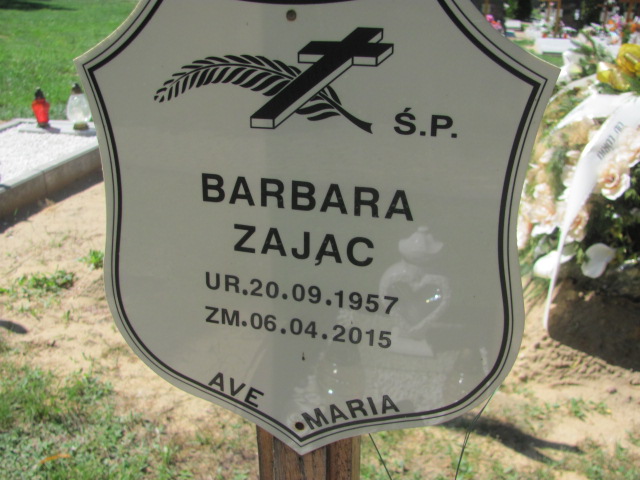 Ś.P.
BARBARA
ZAJĄC
UR.20.09.1957
ZM.06.04.2015
AVE MARIA